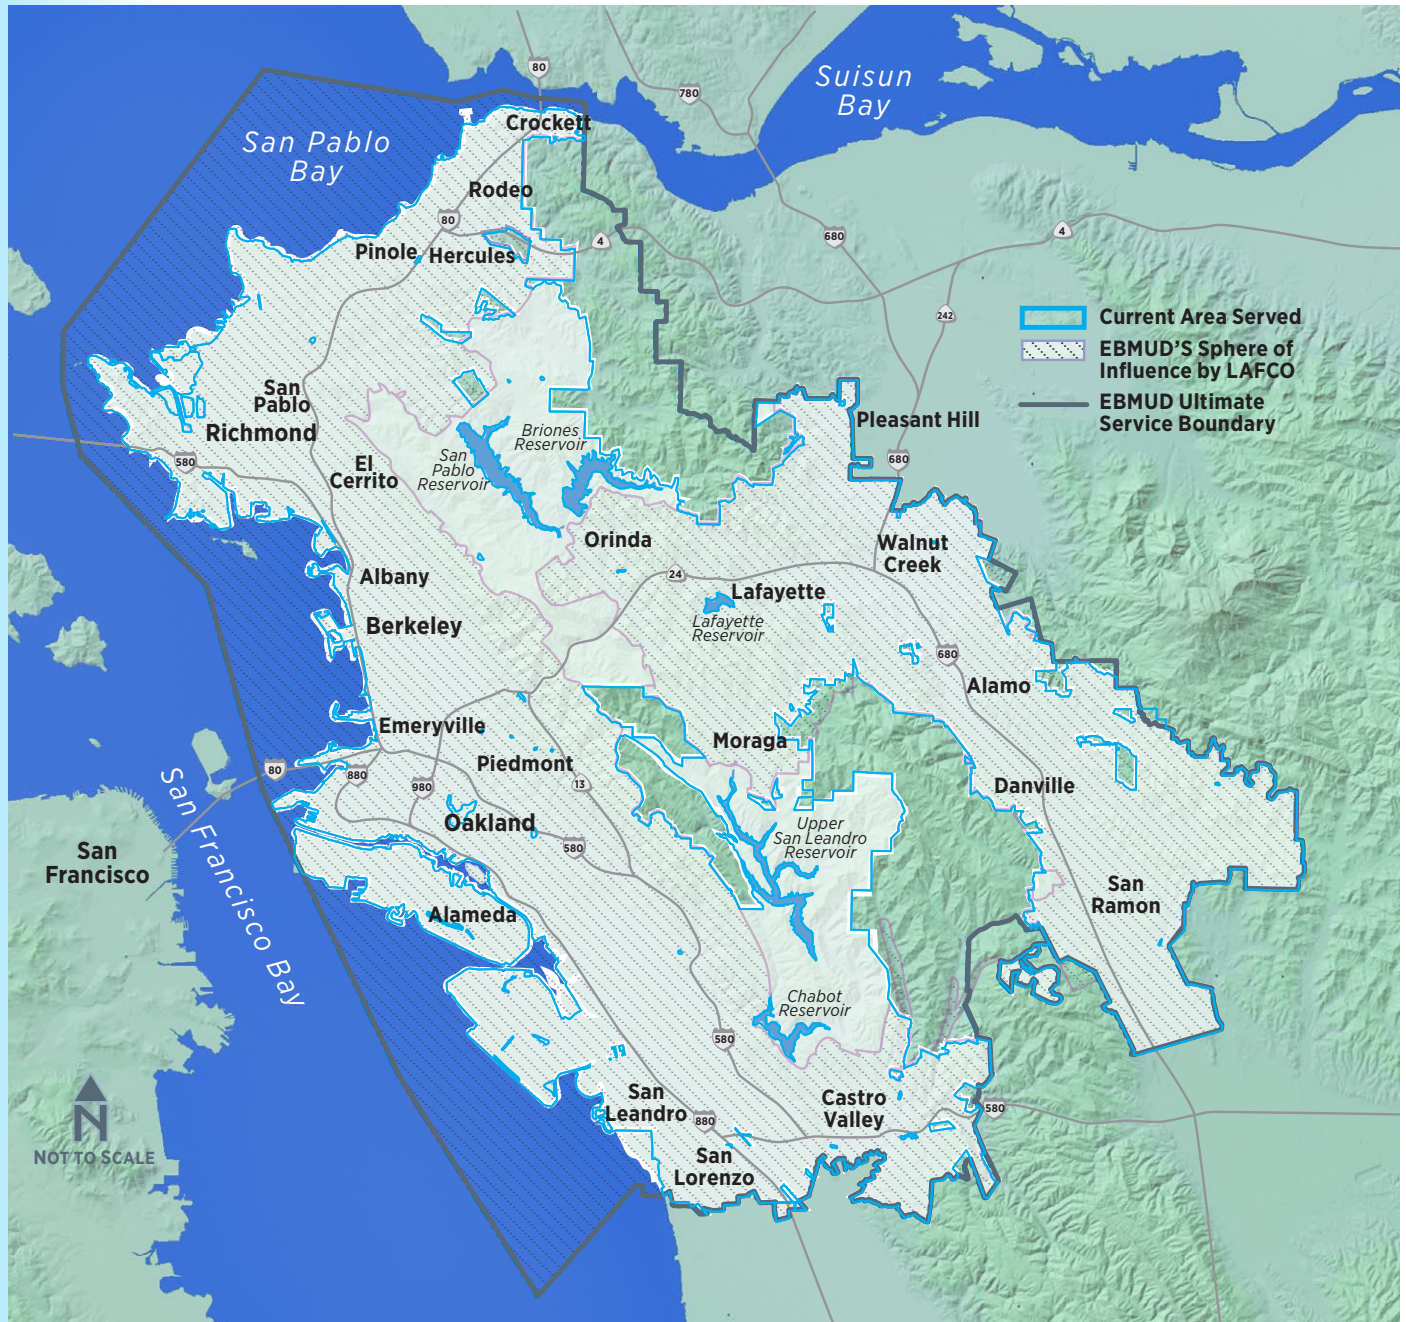 80
Suisun
Bay
780
Crockett
San Pablo
Bay
Rodeo
80
4
680
4
Pinole
Hercules
242
Current Area Served
EBMUD'S Sphere of
Influence by LAFCO
EBMUD Ultimate
Service Boundary
San
Pablo
Richmond
Pleasant Hill
Briones
Reservoir
San
Pablo
Reservoir
El
Cerrito
580
680
Orinda
Walnut
Creek
Albany
24
Lafayette
Lafayette
Reservoir
Berkeley
680
Alamo
Emeryville
Moraga
Piedmont
80
880
980
13
Danville
San Francisco Bay
Oakland
580
Upper
San Leandro
Reservoir
San
Francisco
San
Ramon
Alameda
Chabot
Reservoir
580
N
NOT TO SCALE
San
Leandro
880
Castro
Valley
580
San
Lorenzo